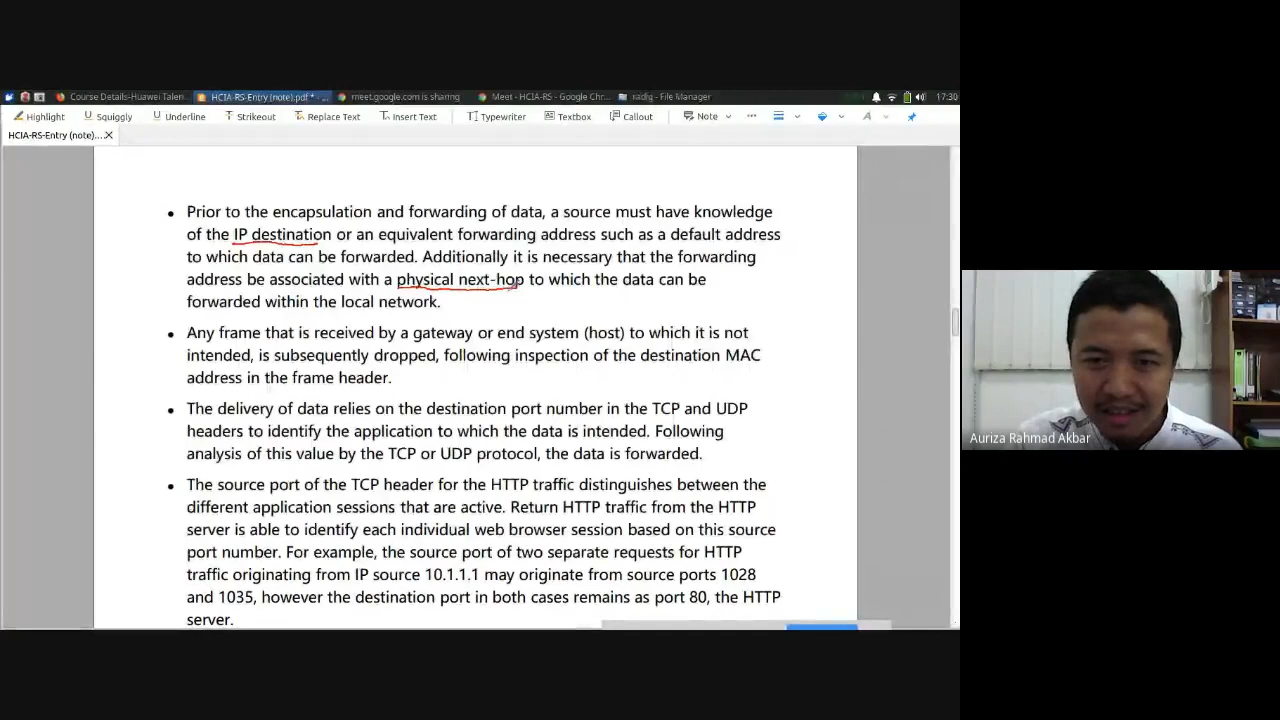 Course Details-Huawei Talen
HCIA-RS-Entry (note).pdf * - ...
meet.google.com is sharing
Meet - HCIA-RS - Google Chr...
radig - File Manager
17:30
Highlight
Squiggly
Underline
Strikeout
Replace Text
Insert Text
Typewriter
Textbox
Callout
Note
HCIA-RS-Entry (note)....
• Prior to the encapsulation and forwarding of data, a source must have knowledge
of the IP destination or an equivalent forwarding address such as a default address
to which data can be forwarded. Additionally it is necessary that the forwarding
address be associated with a physical next-hop to which the data can be
forwarded within the local network.
• Any frame that is received by a gateway or end system (host) to which it is not
intended, is subsequently dropped, following inspection of the destination MAC
address in the frame header.
• The delivery of data relies on the destination port number in the TCP and UDP
headers to identify the application to which the data is intended. Following
analysis of this value by the TCP or UDP protocol, the data is forwarded.
• The source port of the TCP header for the HTTP traffic distinguishes between the
different application sessions that are active. Return HTTP traffic from the HTTP
server is able to identify each individual web browser session based on this source
port number. For example, the source port of two separate requests for HTTP
traffic originating from IP source 10.1.1.1 may originate from source ports 1028
and 1035, however the destination port in both cases remains as port 80, the HTTP
server.
Auriza Rahmad Akbar